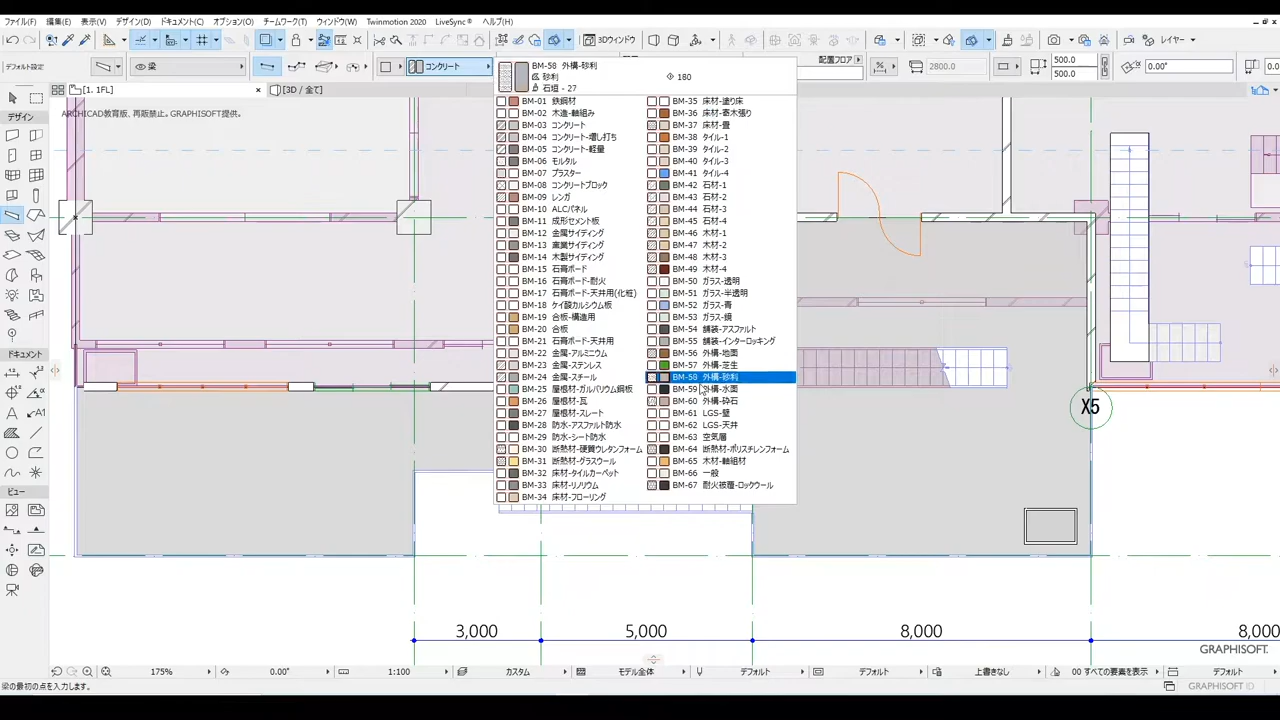 ファイル(F) 編集(E) 表示(V) デザイン(D) ドキュメント(C) オプション(O) チームワーク(T) ウィンドウ(W) Twinmotion 2020 LiveSync® ヘルプ(H)
3Dウィンドウ
レイヤー
デフォルト設定
梁
コンクリート
配置フロア
2800.0
500.0
500.0
0.00°
[1. 1FL]
[3D / 全て]
ARCHICAD教育版, 再販禁止。GRAPHISOFT提供。
デザイン
ドキュメント
ビュー
BM-58 外構-砂利
砂利
石垣 - 27
180
BM-01 鉄鋼材
BM-02 木造-軸組み
BM-03 コンクリート
BM-04 コンクリート-増し打ち
BM-05 コンクリート-軽量
BM-06 モルタル
BM-07 プラスター
BM-08 コンクリートブロック
BM-09 レンガ
BM-10 ALCパネル
BM-11 成形セメント板
BM-12 金属サイディング
BM-13 窯業サイディング
BM-14 木製サイディング
BM-15 石膏ボード
BM-16 石膏ボード-耐火
BM-17 石膏ボード-天井用(化粧)
BM-18 ケイ酸カルシウム板
BM-19 合板-構造用
BM-20 合板
BM-21 石膏ボード-天井用
BM-22 金属-アルミニウム
BM-23 金属-ステンレス
BM-24 金属-スチール
BM-25 屋根材-ガルバリウム鋼板
BM-26 屋根材-瓦
BM-27 屋根材-スレート
BM-28 防水-アスファルト防水
BM-29 防水-シート防水
BM-30 断熱材-硬質ウレタンフォーム
BM-31 断熱材-グラスウール
BM-32 床材-タイルカーペット
BM-33 床材-リノリウム
BM-34 床材-フローリング
BM-35 床材-塗り床
BM-36 床材-寄木張り
BM-37 床材-畳
BM-38 タイル-1
BM-39 タイル-2
BM-40 タイル-3
BM-41 タイル-4
BM-42 石材-1
BM-43 石材-2
BM-44 石材-3
BM-45 石材-4
BM-46 木材-1
BM-47 木材-2
BM-48 木材-3
BM-49 木材-4
BM-50 ガラス-透明
BM-51 ガラス-半透明
BM-52 ガラス-青
BM-53 ガラス-鏡
BM-54 舗装-アスファルト
BM-55 舗装-インターロッキング
BM-56 外構-地面
BM-57 外構-芝生
BM-58 外構-砂利
BM-59 外構-水面
BM-60 外構-砕石
BM-61 LGS-壁
BM-62 LGS-天井
BM-63 空気層
BM-64 断熱材-ポリスチレンフォーム
BM-65 木材-軸組材
BM-66 一般
BM-67 耐火被覆-ロックウール
X5
3,000 5,000 8,000 8,000
GRAPHISOFT.
175% 0.00° 1:100 カスタム モデル全体 デフォルト デフォルト 上書きなし 00 すべての要素を表示 デフォルト
梁の最初の点を入力します。
GRAPHISOFT ID